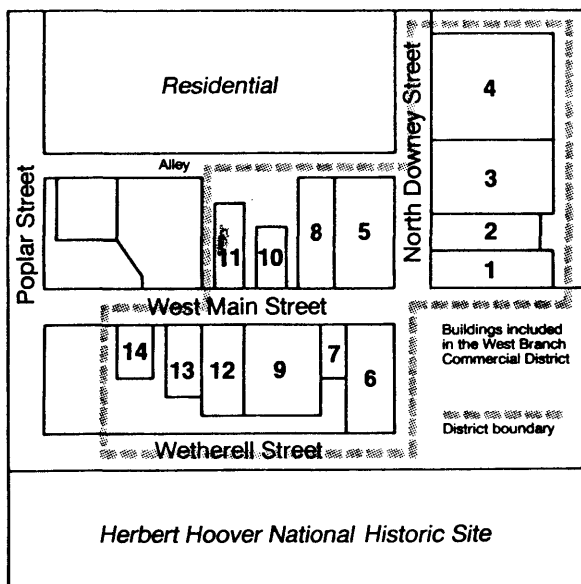 Residential
North Downey Street
4
Alley
Poplar Street
3
11
10
8
5
2
1
West Main Street
14
13
12
9
7
6
Buildings included
in the West Branch
Commercial District
District boundary
Wetherell Street
Herbert Hoover National Historic Site